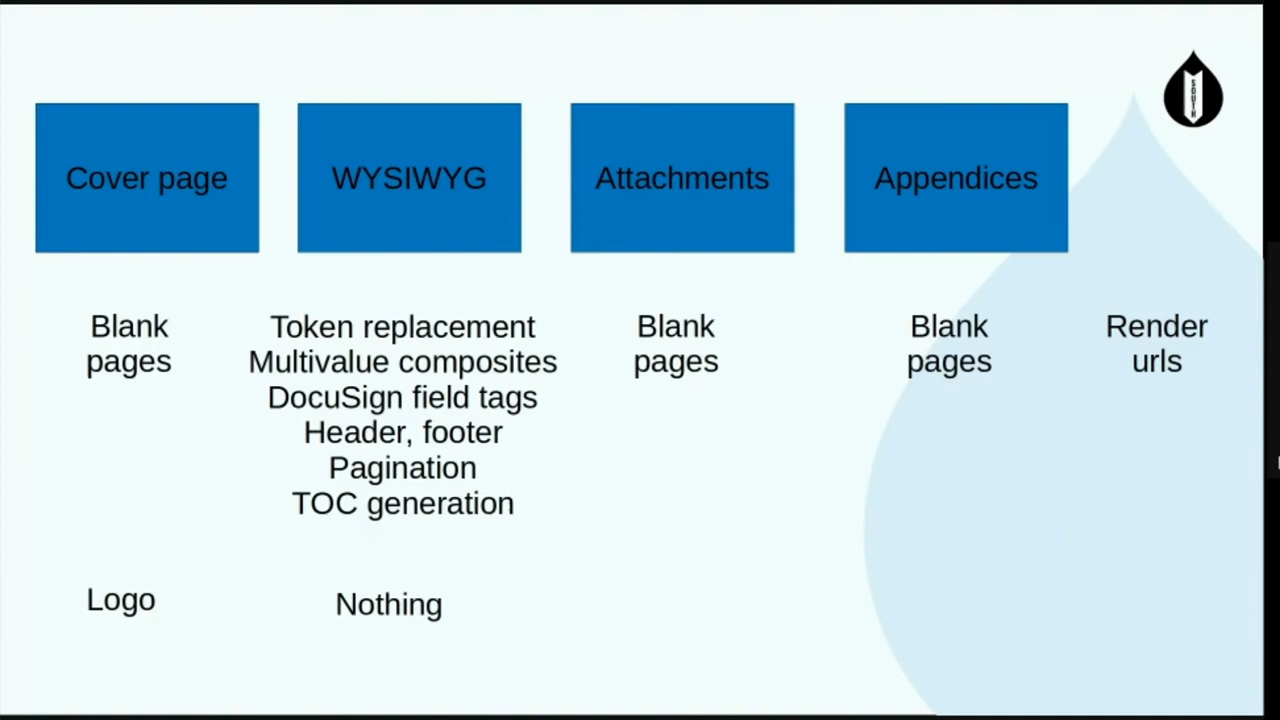 SOUTH
Cover page
WYSIWYG
Attachments
Appendices
Blank
pages
Token replacement
Multivalue composites
DocuSign field tags
Header, footer
Pagination
TOC generation
Blank
pages
Blank
pages
Render
urls
Logo
Nothing